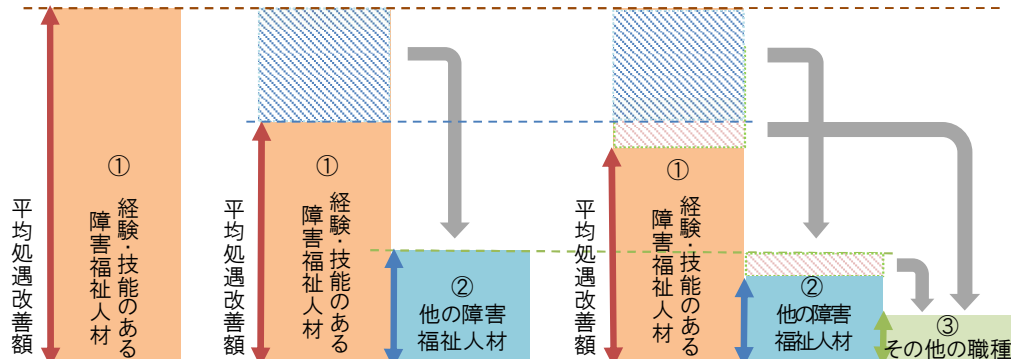 平均処遇改善額
①
経験・技能のある
障害福祉人材
平均処遇改善額
①
経験・技能のある
障害福祉人材
②
他の障害
福祉人材
平均処遇改善額
①
経験・技能のある
障害福祉人材
②
他の障害
福祉人材
③
その他の職種